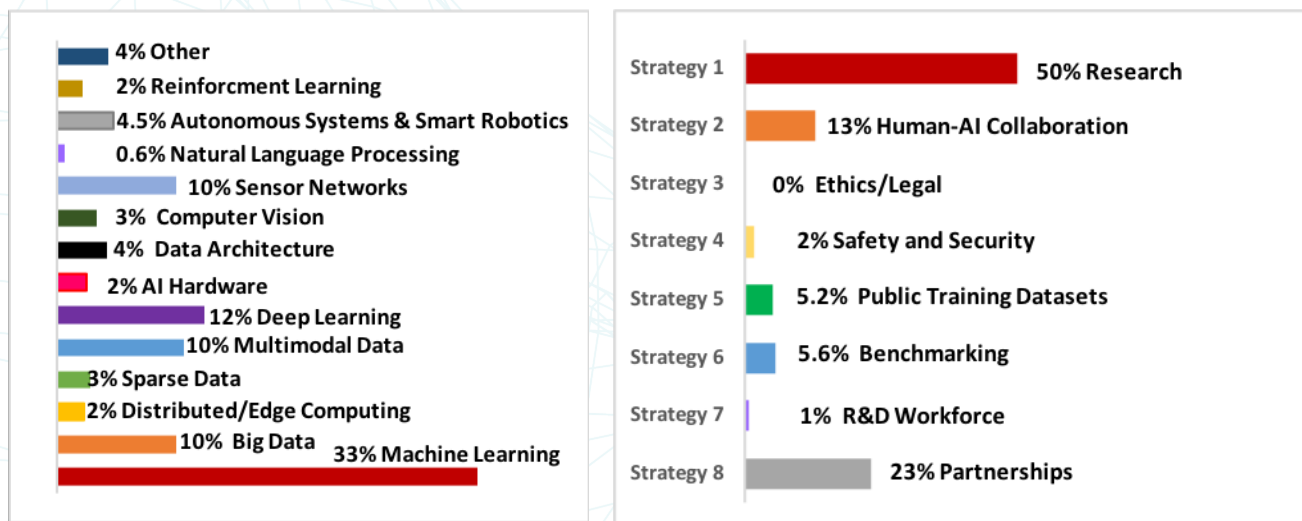 4% Other
2% Reinforcment Learning
4.5% Autonomous Systems & Smart Robotics
0.6% Natural Language Processing
10% Sensor Networks
3% Computer Vision
4% Data Architecture
2% AI Hardware
12% Deep Learning
10% Multimodal Data
3% Sparse Data
2% Distributed/Edge Computing
10% Big Data
33% Machine Learning
Strategy 1 50% Research
Strategy 2 13% Human-AI Collaboration
Strategy 3 0% Ethics/Legal
Strategy 4 2% Safety and Security
Strategy 5 5.2% Public Training Datasets
Strategy 6 5.6% Benchmarking
Strategy 7 1% R&D Workforce
Strategy 8 23% Partnerships